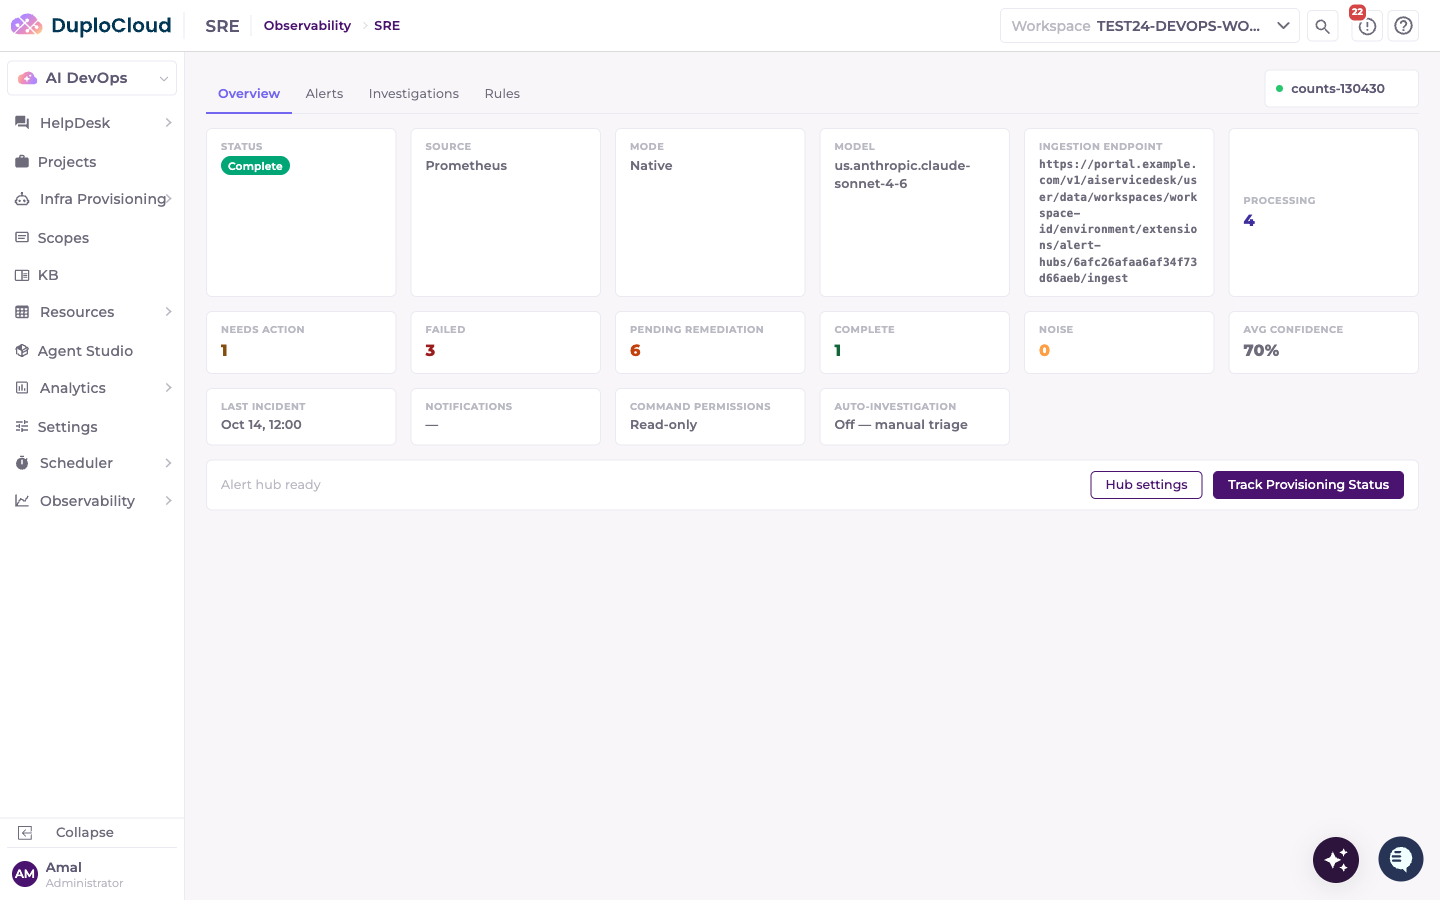 DuploCloud
SRE
Observability > SRE
Workspace TEST24-DEVOPS-WO...
22
AI DevOps
HelpDesk
Projects
Infra Provisioning
Scopes
KB
Resources
Agent Studio
Analytics
Settings
Scheduler
Observability
Collapse
AM
Amal
Administrator
Overview
Alerts
Investigations
Rules
counts-130430
STATUS
Complete
SOURCE
Prometheus
MODE
Native
MODEL
us.anthropic.claude-
sonnet-4-6
INGESTION ENDPOINT
https://portal.example.
com/v1/aiservicedesk/us
er/data/workspaces/work
space-
id/environment/extensio
ns/alert-
hubs/6afc26afaa6af34f73
d66aeb/ingest
PROCESSING
4
NEEDS ACTION
1
FAILED
3
PENDING REMEDIATION
6
COMPLETE
1
NOISE
0
AVG CONFIDENCE
70%
LAST INCIDENT
Oct 14, 12:00
NOTIFICATIONS
—
COMMAND PERMISSIONS
Read-only
AUTO-INVESTIGATION
Off — manual triage
Alert hub ready
Hub settings
Track Provisioning Status